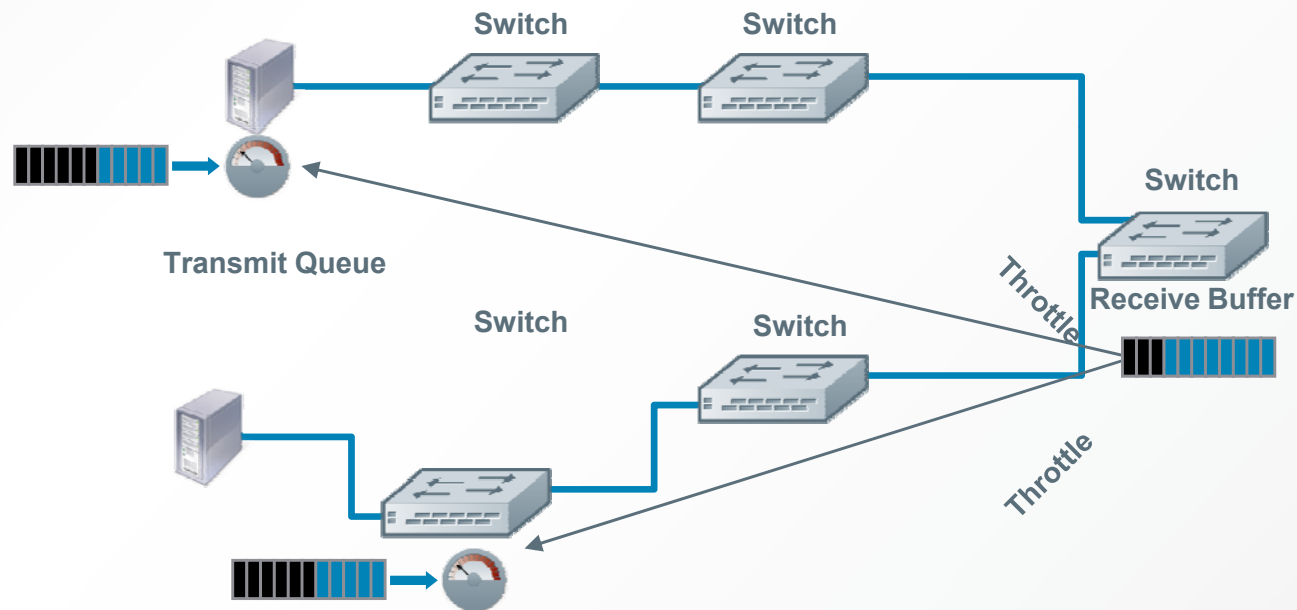 Switch
Switch
Switch
Transmit Queue
Throttle
Receive Buffer
Switch
Switch
Throttle